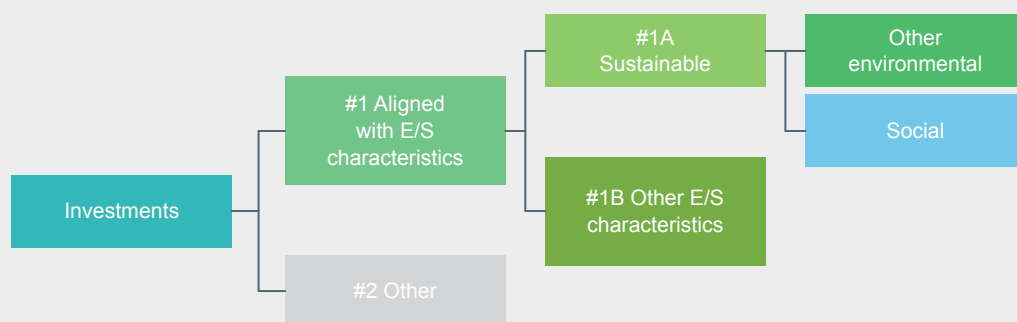 Investments
#1 Aligned
with E/S
characteristics
#2 Other
#1A
Sustainable
#1B Other E/S
characteristics
Other
environmental
Social